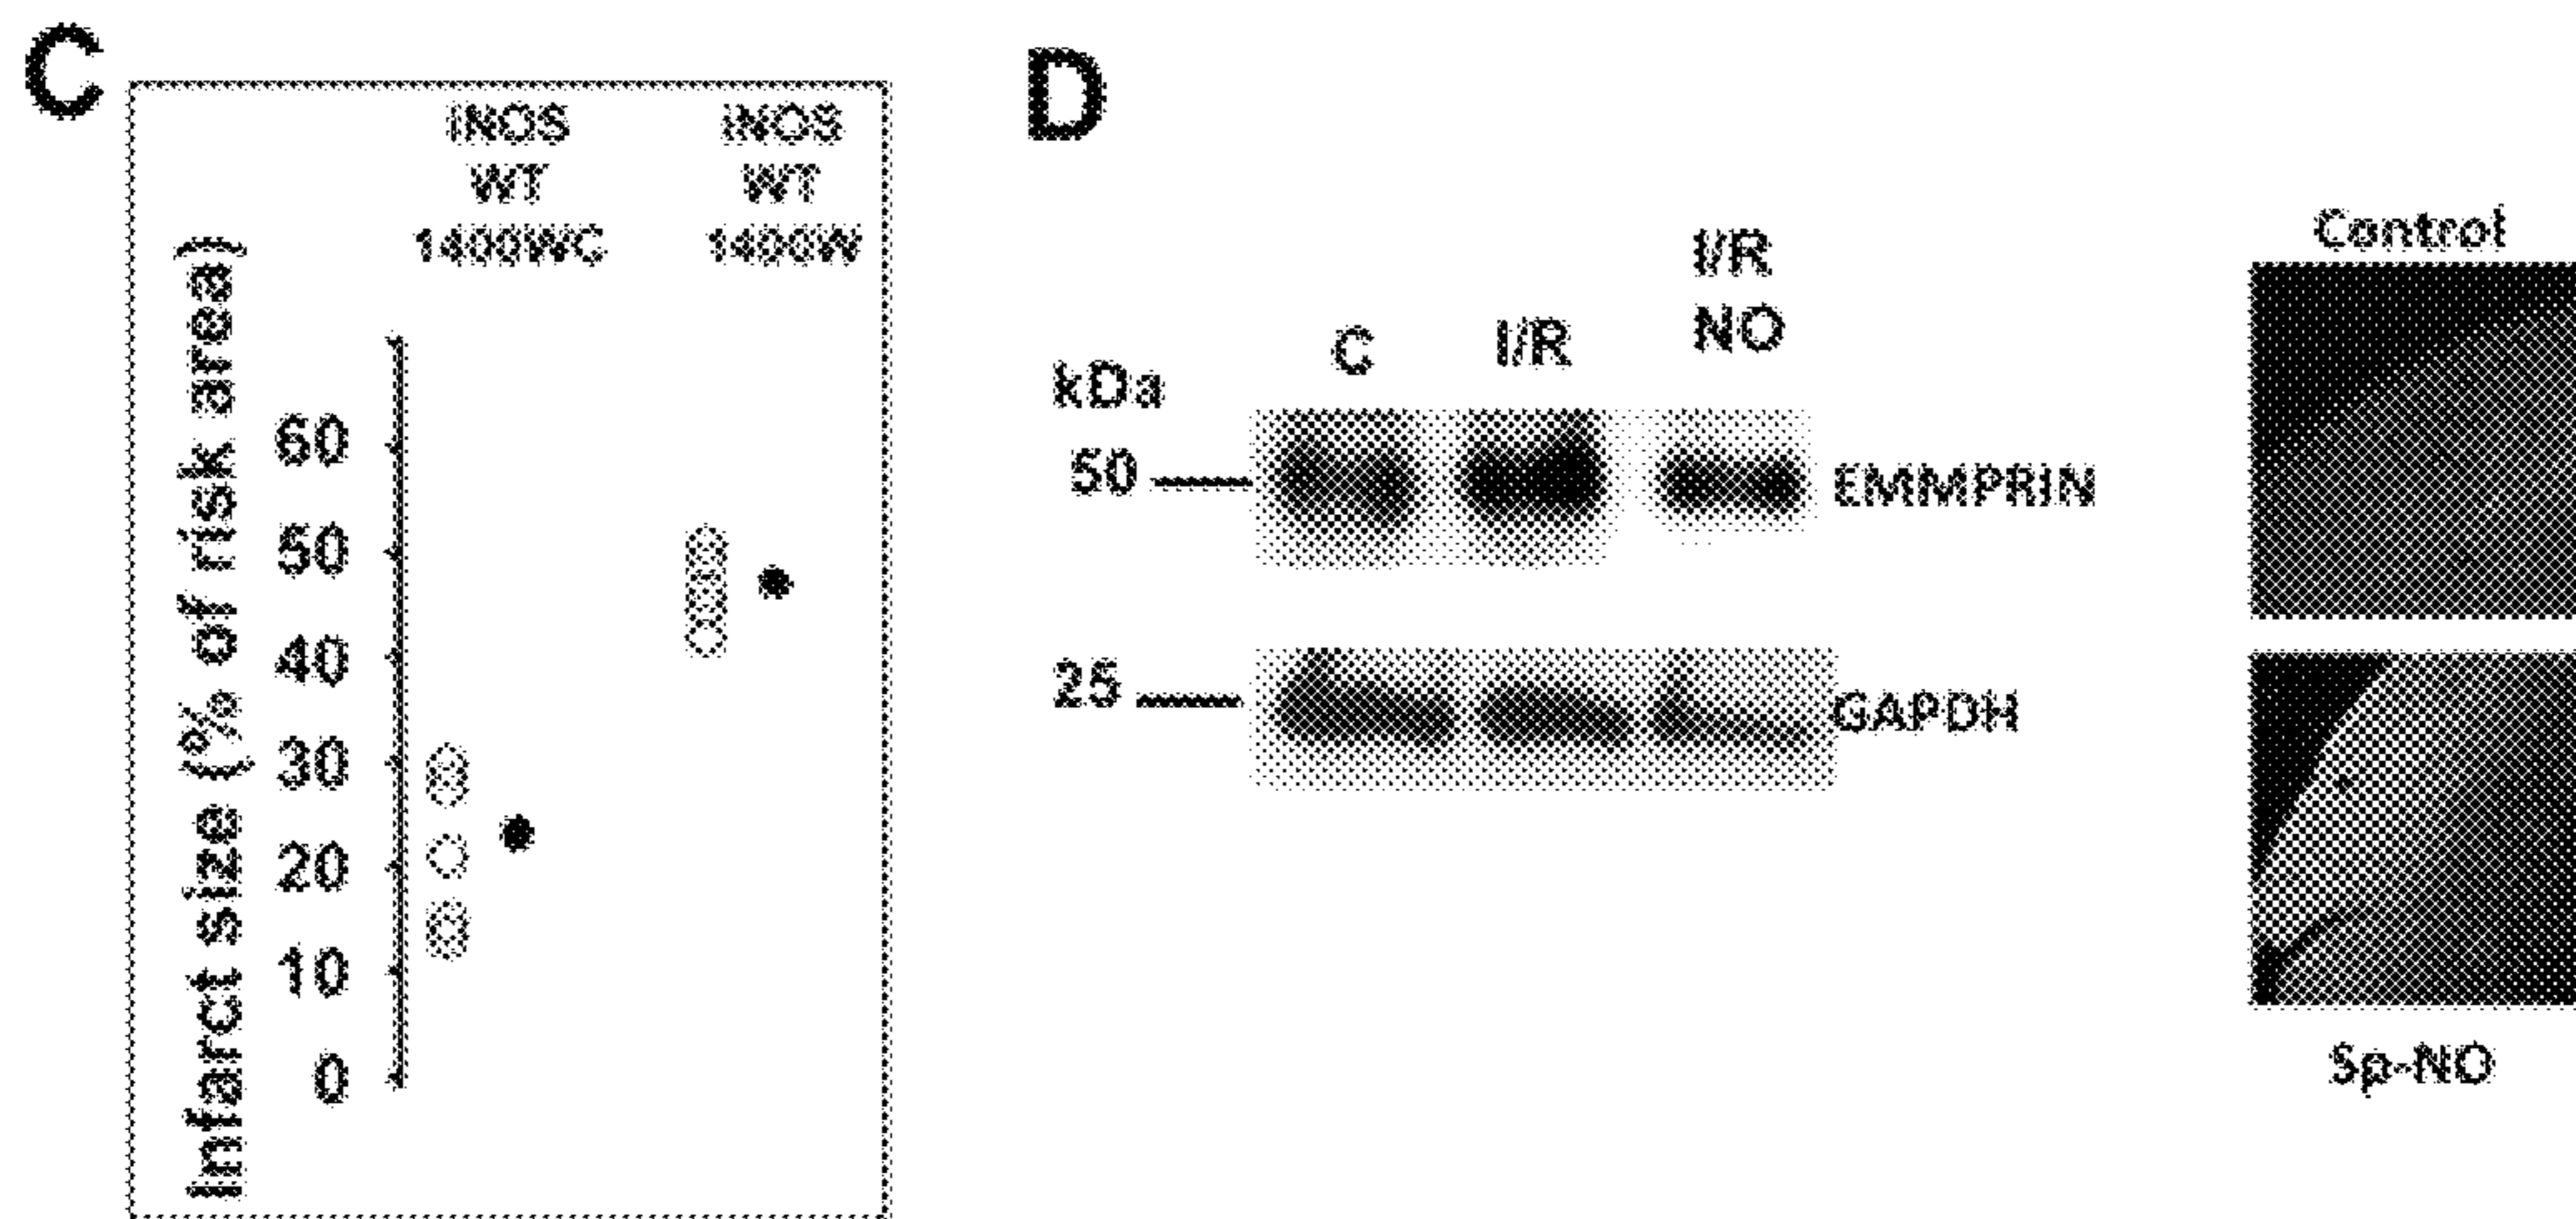 C
iNOS
WT
1400WC
iNOS
WT
1400W
Infarct size (% of risk area)
60
50
40
30
20
10
0
D
kDa
C
I/R
I/R
NO
50
EMMPRIN
25
GAPDH
Control
Sp-NO